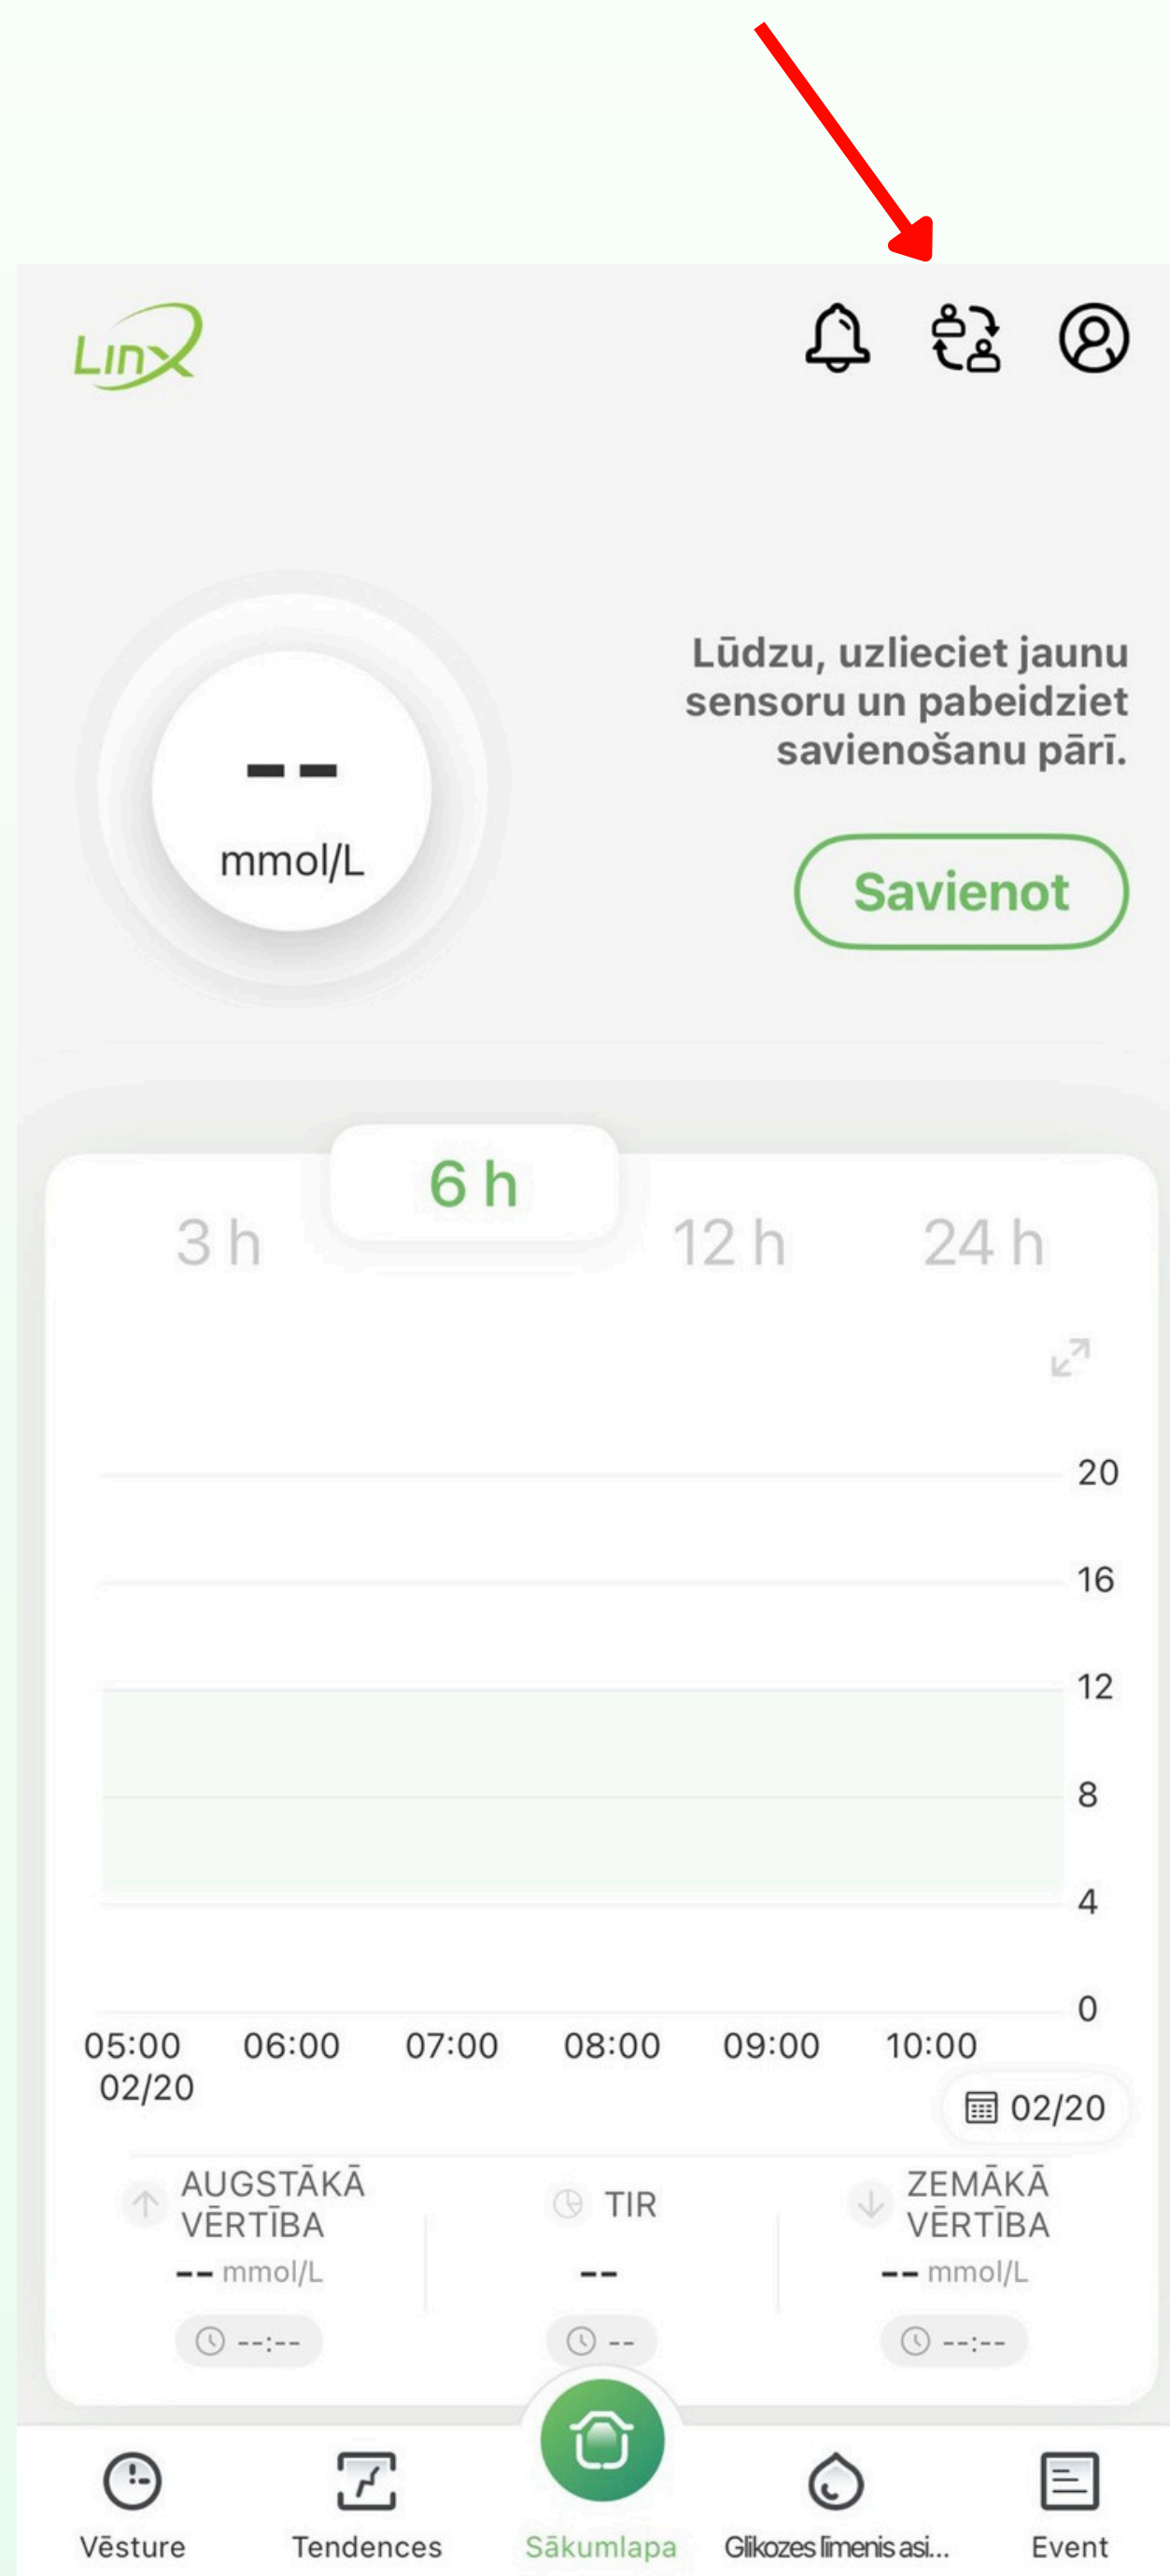 LinX
Lūdzu, uzlieciet jaunu
sensoru un pabeidziet
savienošanu pārī.
--
mmol/L
Savienot
3 h
6 h
12 h
24 h
20
16
12
8
4
0
05:00 06:00 07:00 08:00 09:00 10:00
02/20
02/20
AUGSTĀKĀ
VĒRTĪBA
-- mmol/L
--:--
TIR
--
--
ZEMĀKĀ
VĒRTĪBA
-- mmol/L
--:--
Vēsture
Tendences
Sākumlapa
Glikozes līmenis asi...
Event